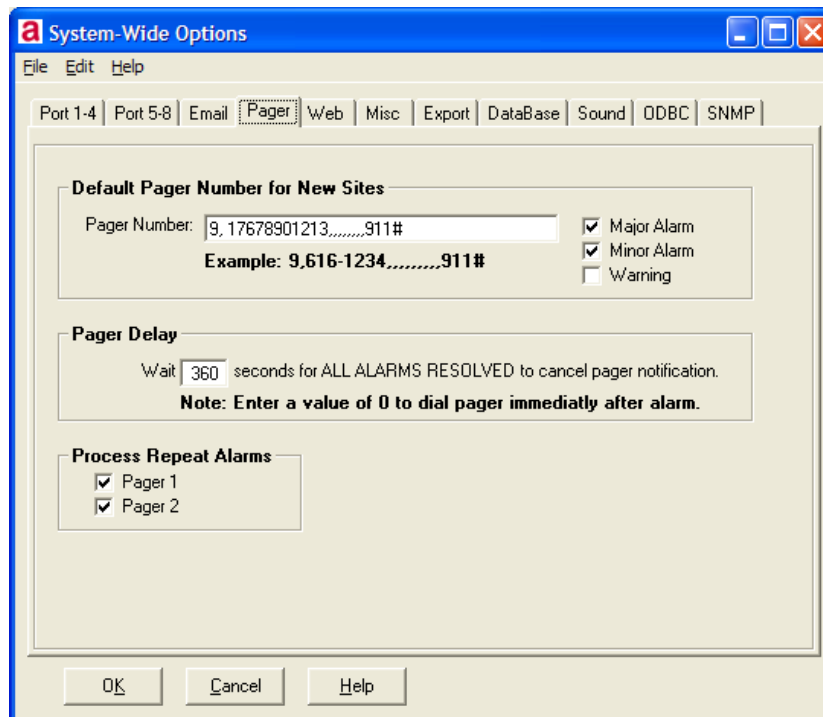 a System-Wide Options
File Edit Help
Port 1-4 Port 5-8 Email Pager Web Misc Export DataBase Sound ODBC SNMP
Default Pager Number for New Sites
Pager Number: 9, 17678901213,,,,,,,911#
Example: 9,616-1234,,,,,,,,,911#
Major Alarm
Minor Alarm
Warning
Pager Delay
Wait 360 seconds for ALL ALARMS RESOLVED to cancel pager notification.
Note: Enter a value of 0 to dial pager immediatly after alarm.
Process Repeat Alarms
Pager 1
Pager 2
OK Cancel Help